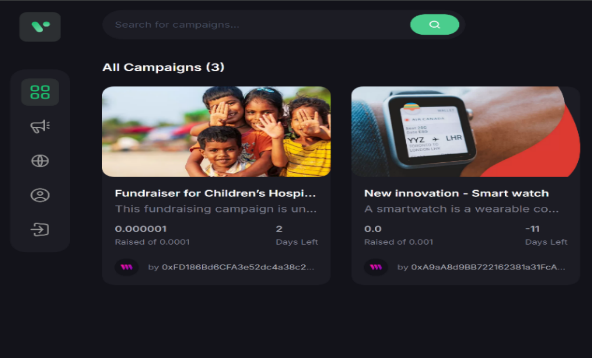 Search for campaigns...
All Campaigns (3)
YYZ ✈ LHR
Fundraiser for Children's Hospi...
This fundraising campaign is un...
0.000001
2
Raised of 0.0001
Days Left
by 0xFD186Bd6CFA3e52dc4a38c2...
New innovation - Smart watch
A smartwatch is a wearable co...
0.0
-11
Raised of 0.001
Days Left
by 0xA9aA8d9BB722162381a31FcA...